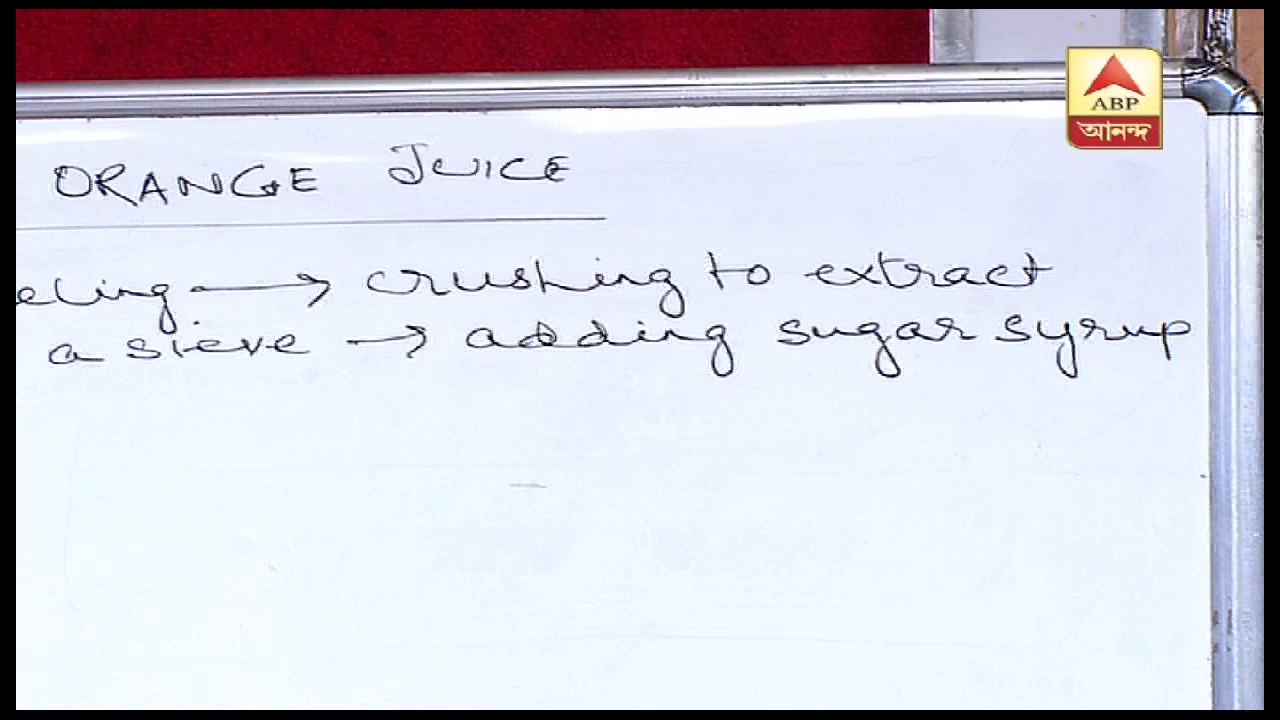 ABP
আনন্দ
ORANGE JUICE
eling → crushing to extract
a sieve → adding sugar syrup